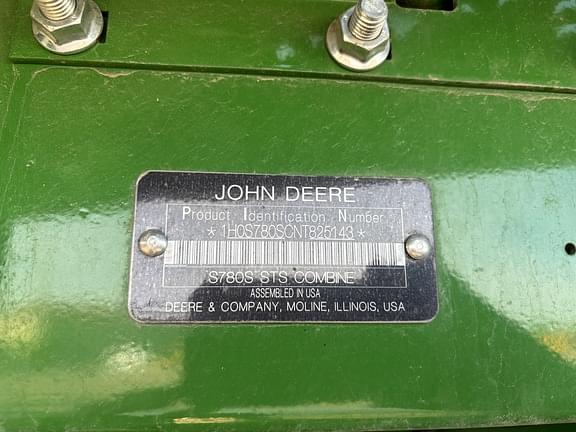 JOHN DEERE
Product Identification Number
*1H0S780SCNT825143*
S780S STS COMBINE
ASSEMBLED IN USA
DEERE & COMPANY, MOLINE, ILLINOIS, USA